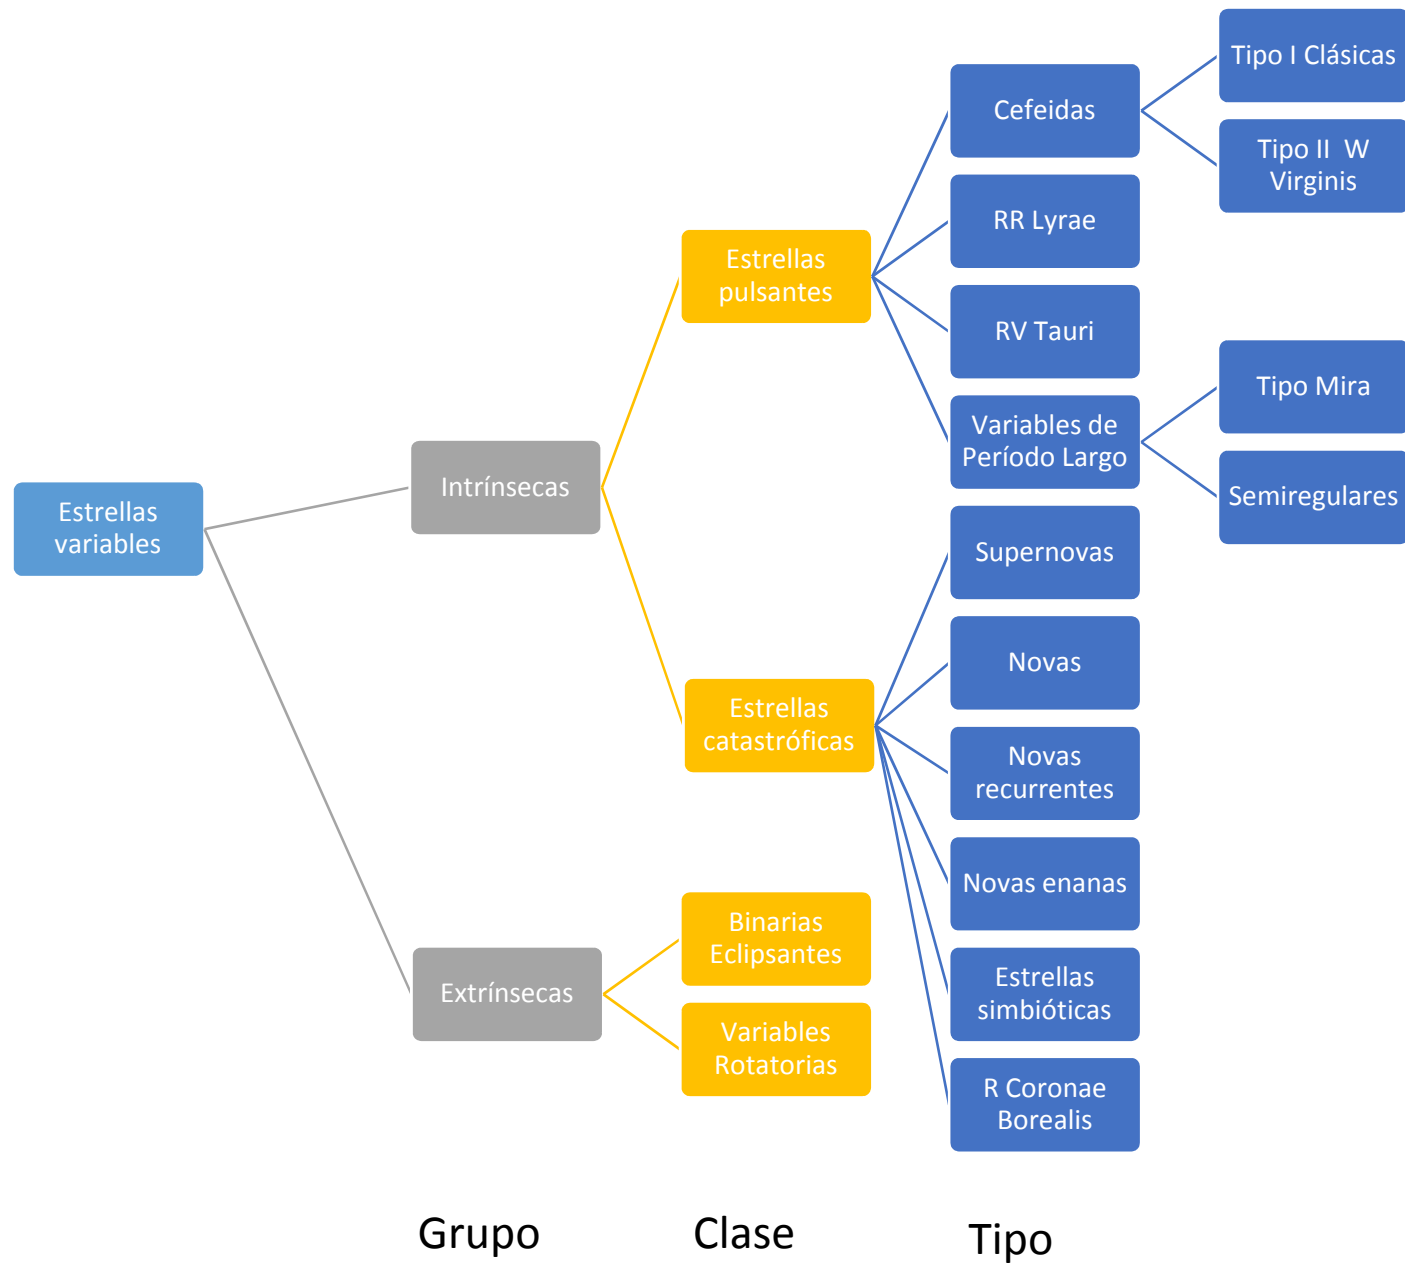 Estrellas
variables
Intrínsecas
Extrínsecas
Estrellas
pulsantes
Estrellas
catastróficas
Binarias
Eclipsantes
Variables
Rotatorias
Cefeidas
RR Lyrae
RV Tauri
Variables de
Período Largo
Supernovas
Novas
Novas
recurrentes
Novas enanas
Estrellas
simbióticas
R Coronae
Borealis
Tipo I Clásicas
Tipo II  W
Virginis
Tipo Mira
Semiregulares
Grupo
Clase
Tipo